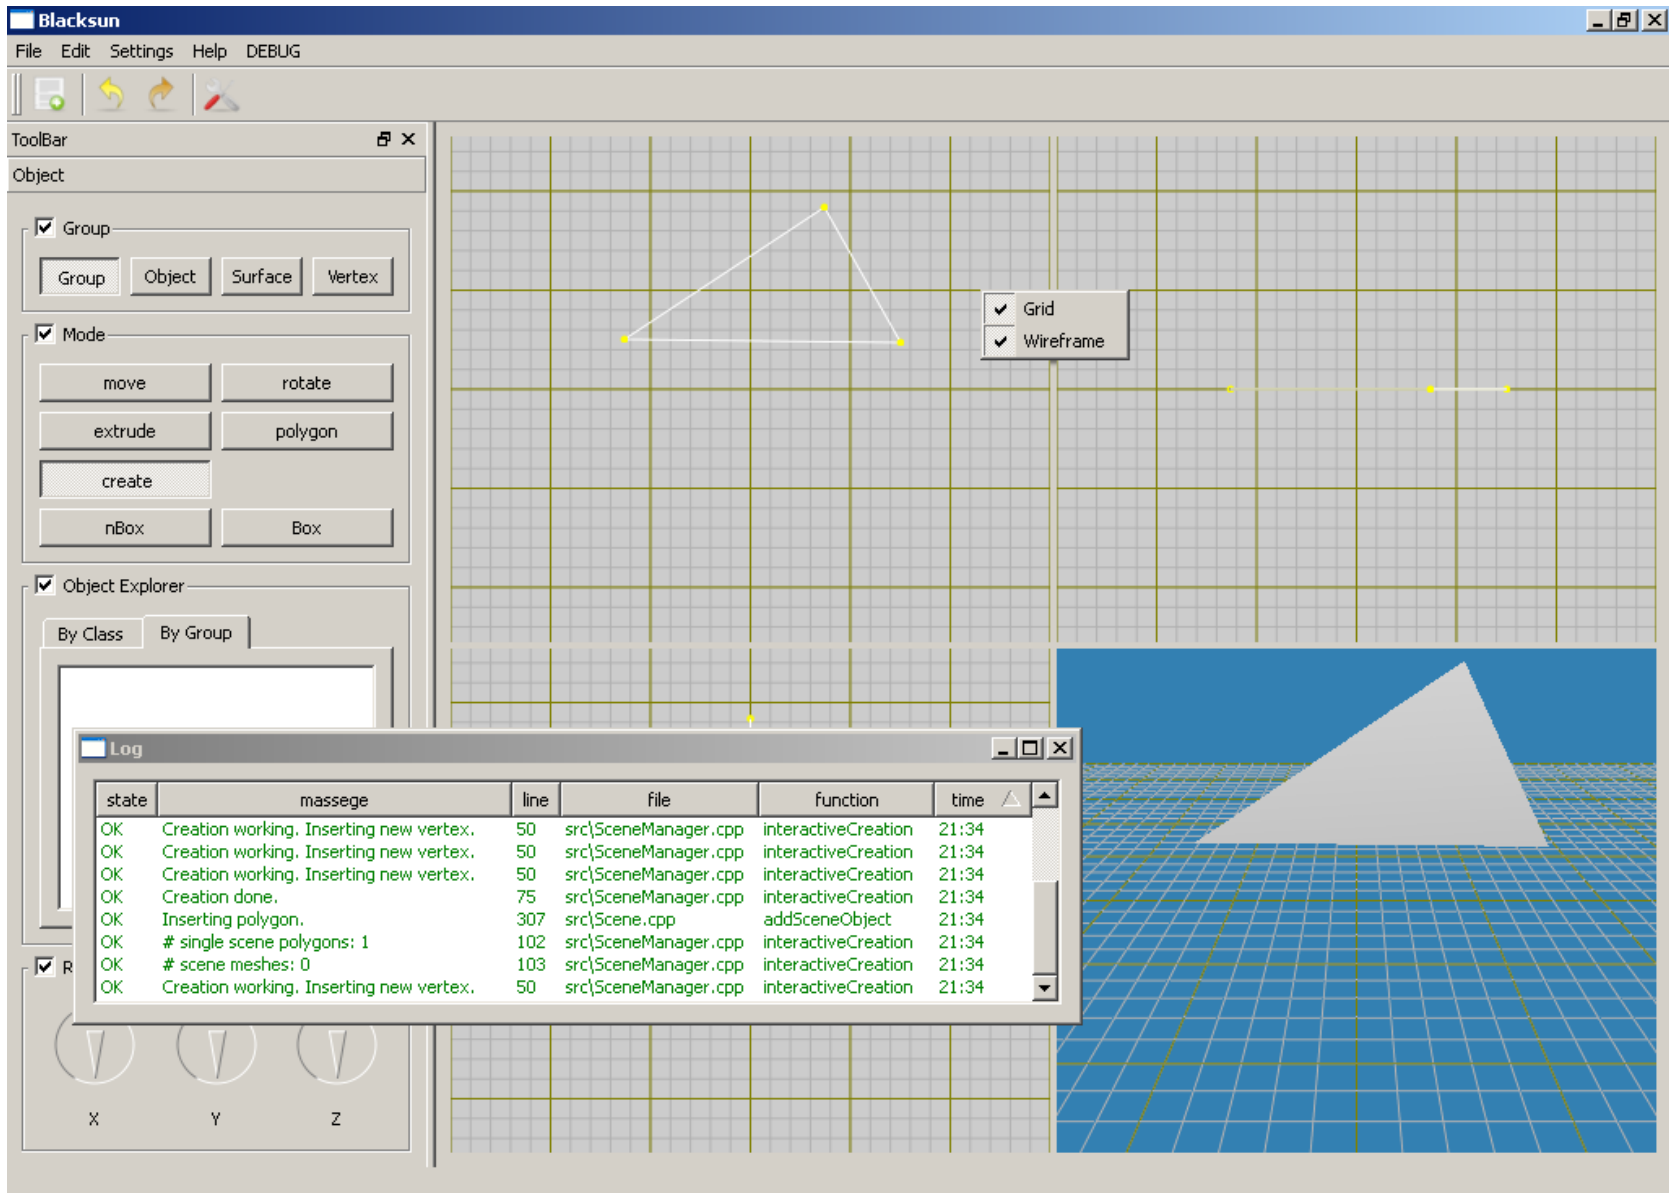 Blacksun
File Edit Settings Help DEBUG
ToolBar
Object
Group
Group Object Surface Vertex
Mode
move rotate
extrude polygon
create
nBox Box
Object Explorer
By Class By Group
R
X Y Z
Grid
Wireframe
Log
state massege line file function time
OK Creation working. Inserting new vertex. 50 src\SceneManager.cpp interactiveCreation 21:34
OK Creation working. Inserting new vertex. 50 src\SceneManager.cpp interactiveCreation 21:34
OK Creation working. Inserting new vertex. 50 src\SceneManager.cpp interactiveCreation 21:34
OK Creation done. 75 src\SceneManager.cpp interactiveCreation 21:34
OK Inserting polygon. 307 src\Scene.cpp addSceneObject 21:34
OK # single scene polygons: 1 102 src\SceneManager.cpp interactiveCreation 21:34
OK # scene meshes: 0 103 src\SceneManager.cpp interactiveCreation 21:34
OK Creation working. Inserting new vertex. 50 src\SceneManager.cpp interactiveCreation 21:34